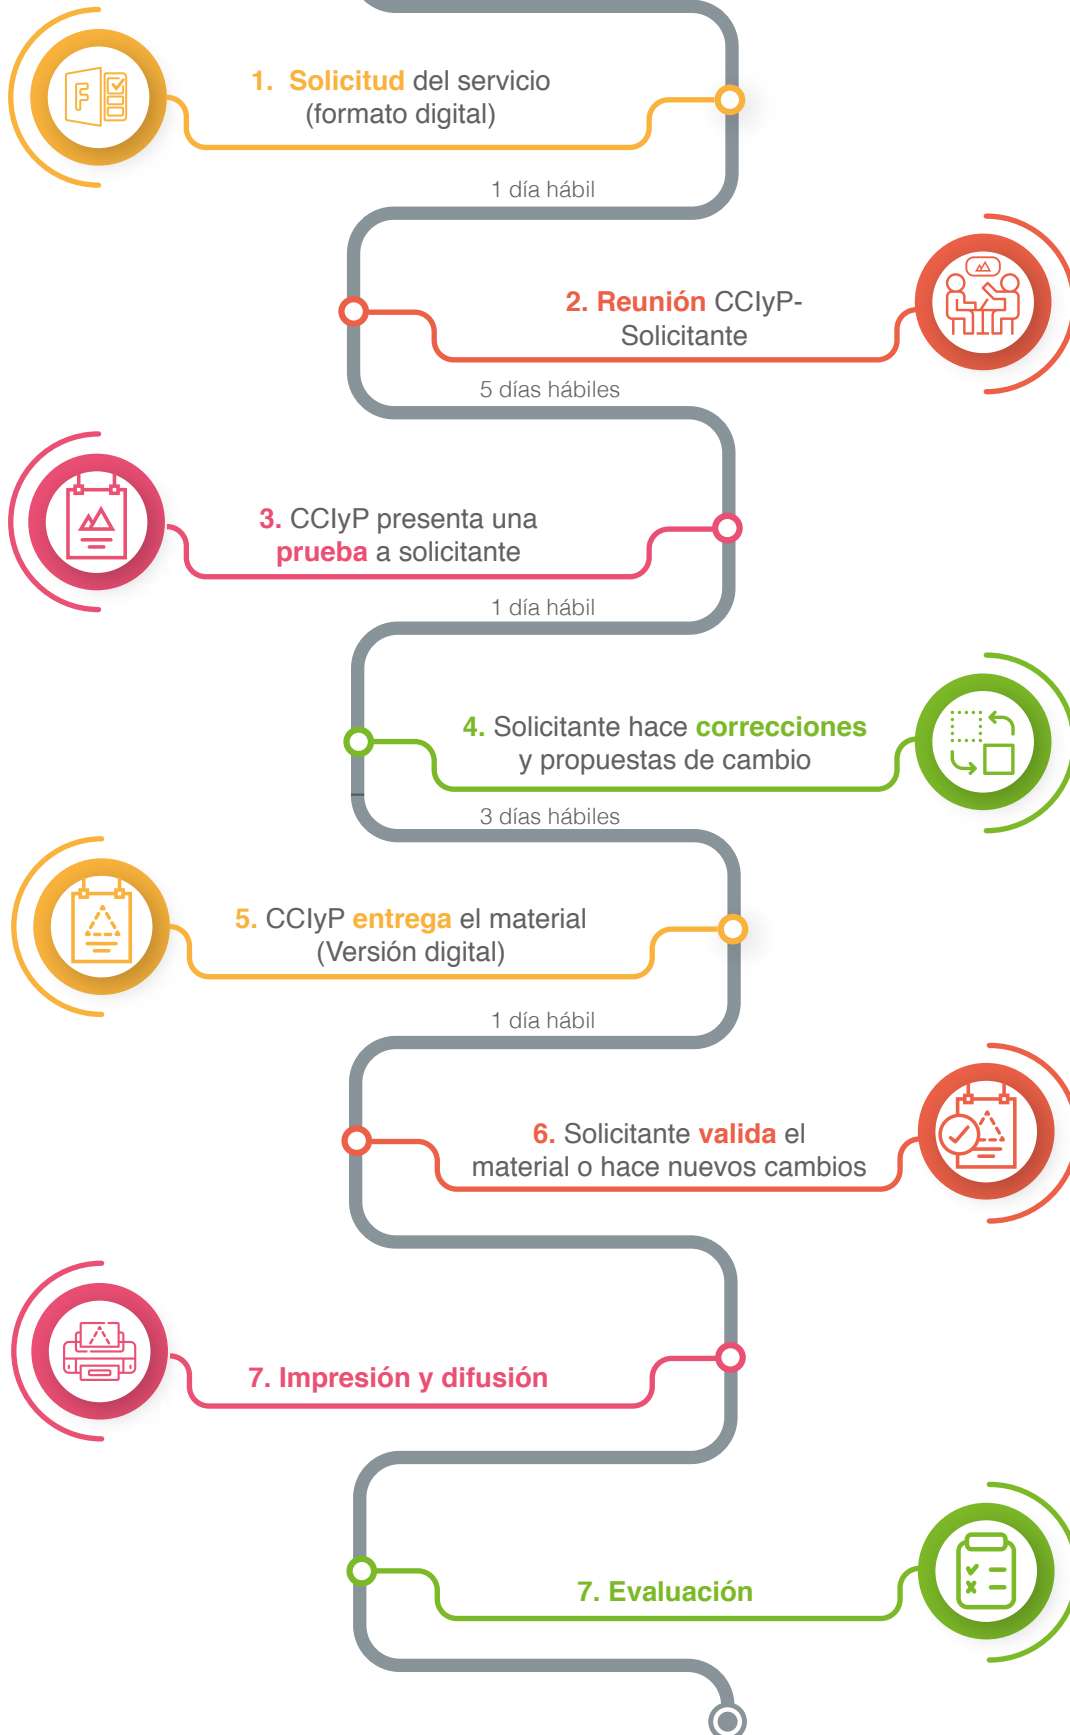 1. Solicitud del servicio
(formato digital)
1 día hábil
2. Reunión CCIyP-
Solicitante
5 días hábiles
3. CCIyP presenta una
prueba a solicitante
1 día hábil
4. Solicitante hace correcciones
y propuestas de cambio
3 días hábiles
5. CCIyP entrega el material
(Versión digital)
1 día hábil
6. Solicitante valida el
material o hace nuevos cambios
7. Impresión y difusión
7. Evaluación
F